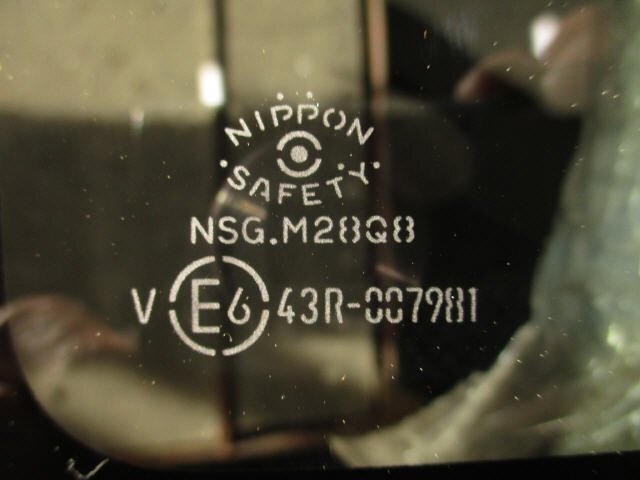 NIPPON
SAFETY
NSG.M28Q8
V E6 43R-007981